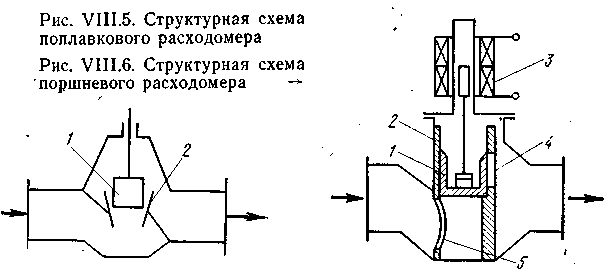 Рис. VIII.5. Структурная схема
поплавкового расходомера
Рис. VIII.6. Структурная схема
поршневого расходомера →
1
2
3
2
1
4
5